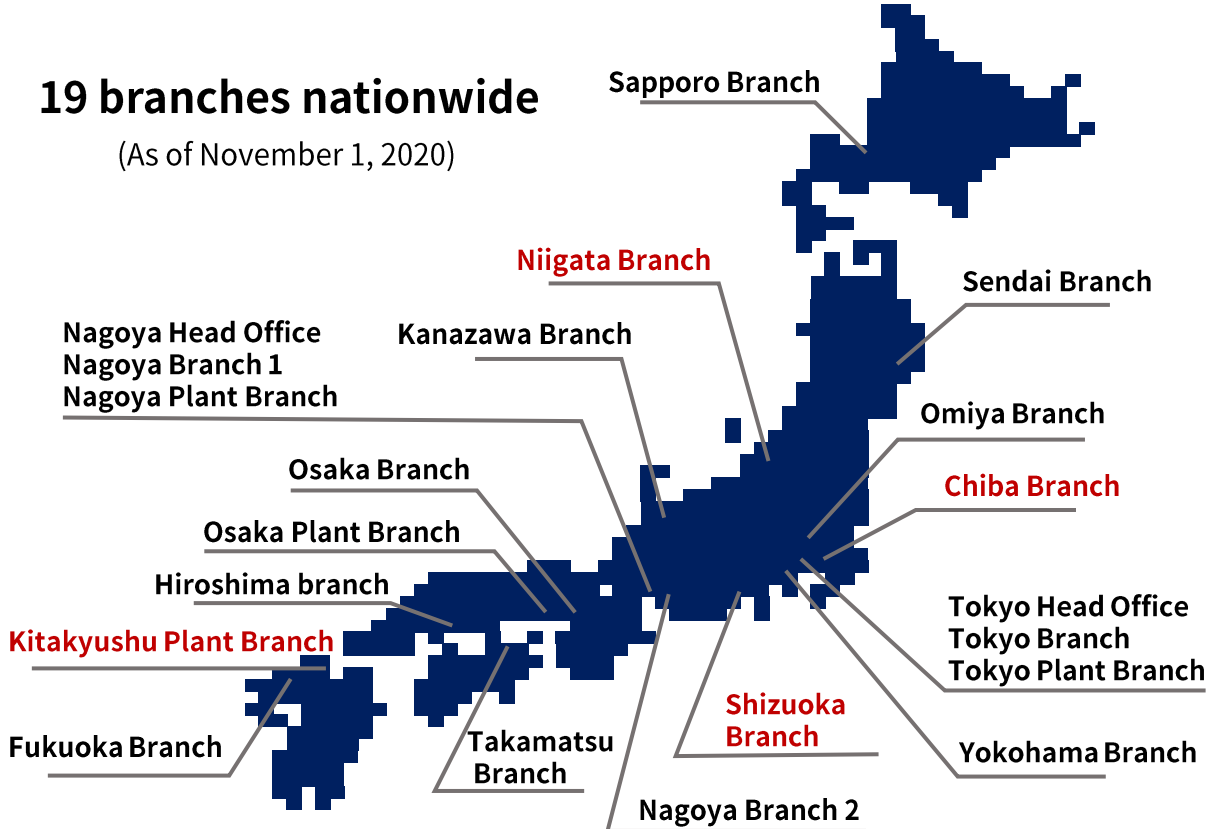 19 branches nationwide
(As of November 1, 2020)
Sapporo Branch
Niigata Branch
Sendai Branch
Nagoya Head Office
Nagoya Branch 1
Nagoya Plant Branch
Kanazawa Branch
Omiya Branch
Osaka Branch
Chiba Branch
Osaka Plant Branch
Hiroshima branch
Kitakyushu Plant Branch
Tokyo Head Office
Tokyo Branch
Tokyo Plant Branch
Shizuoka
Branch
Fukuoka Branch
Takamatsu
Branch
Yokohama Branch
Nagoya Branch 2